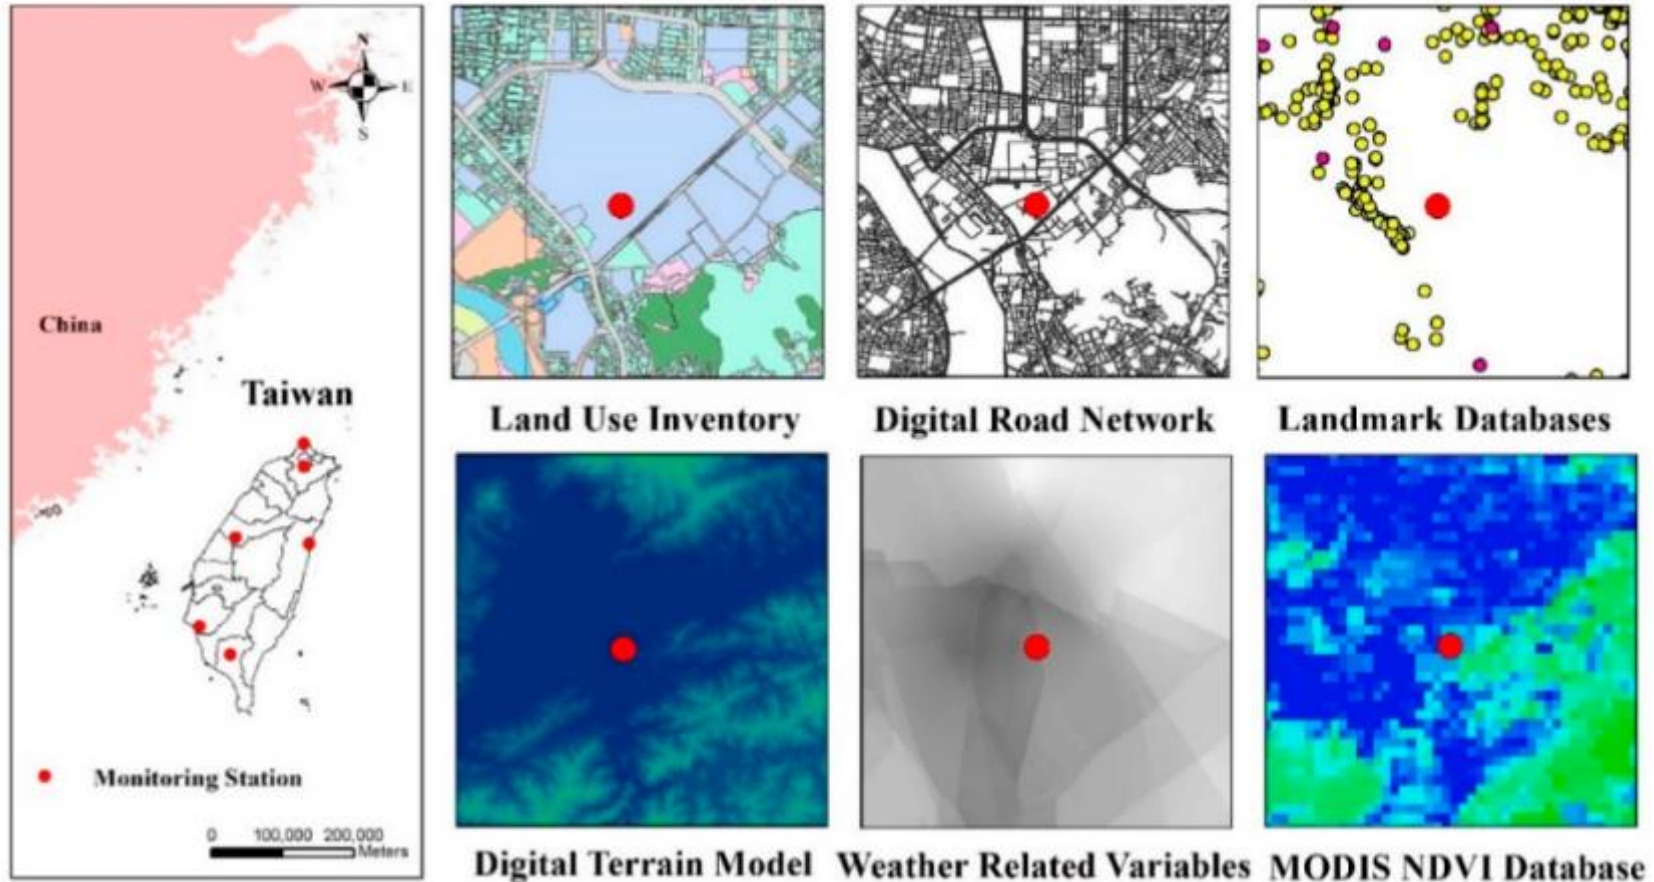 N
W E
S
China
Taiwan
Monitoring Station
0 100,000 200,000
Meters
Land Use Inventory
Digital Road Network
Landmark Databases
Digital Terrain Model
Weather Related Variables
MODIS NDVI Database